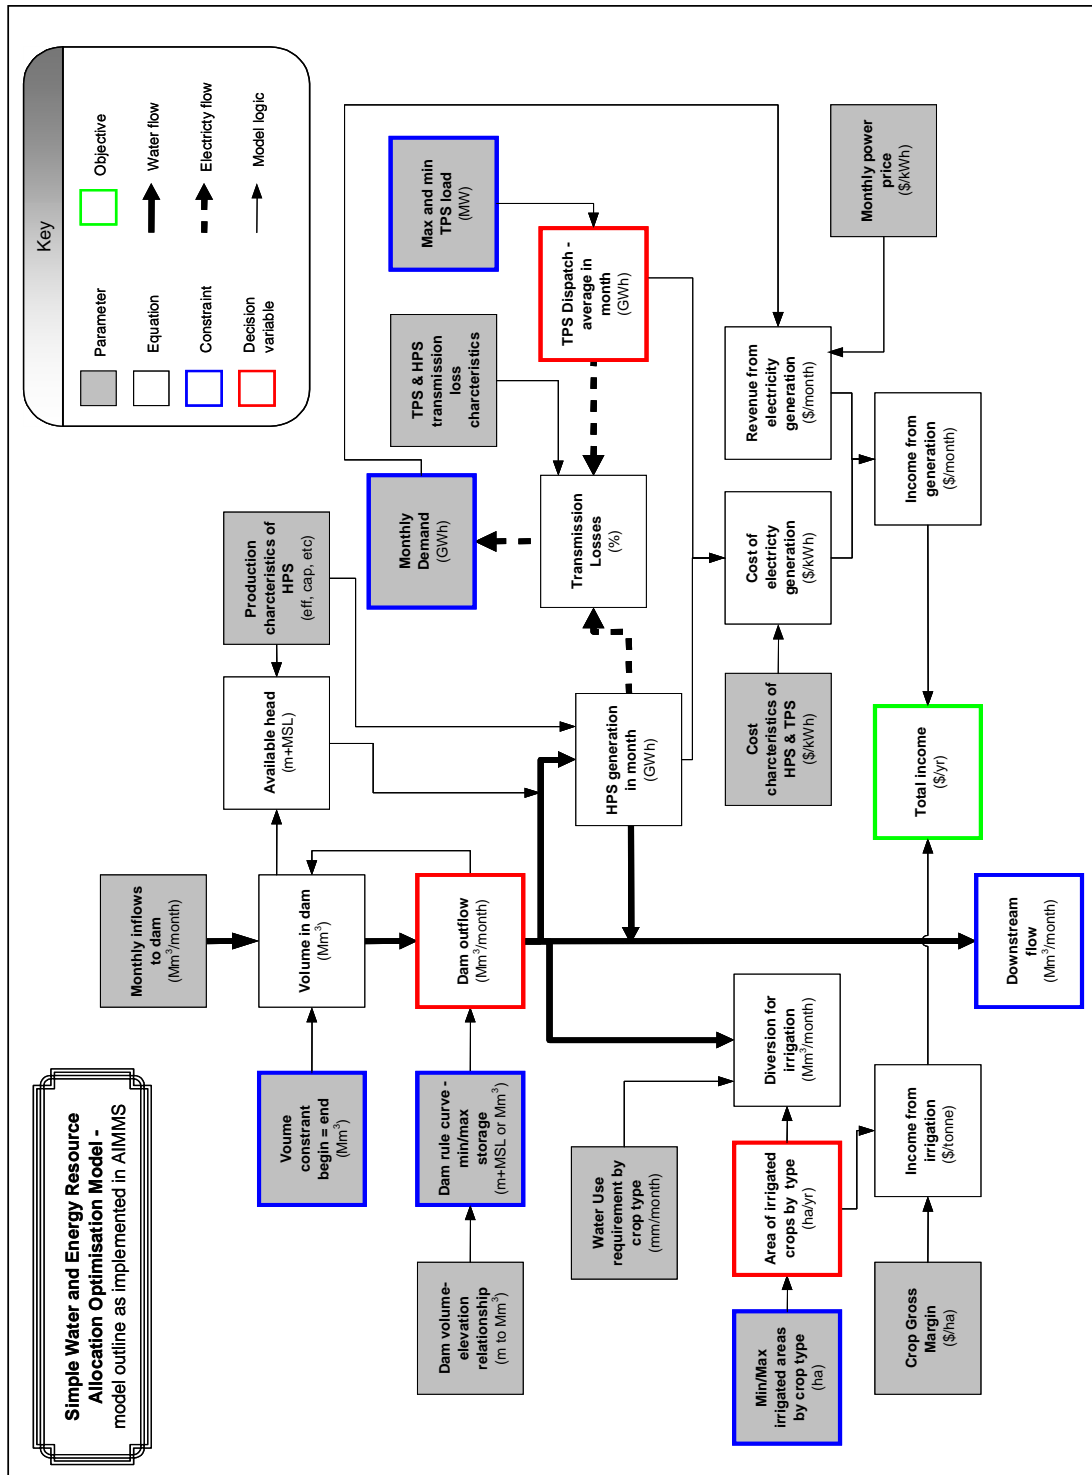 Simple Water and Energy Resource
Allocation Optimisation Model -
model outline as implemented in AIMMS
Key
Parameter
Equation
Constraint
Decision
variable
Objective
Water flow
Electricty flow
Model logic
Monthly inflows
to dam
(Mm³/month)
Voume
constrant
begin = end
(Mm³)
Volume in dam
(Mm³)
Available head
(m+MSL)
Production
charcteristics of
HPS
(eff, cap, etc)
Dam volume-
elevation
relationship
(m to Mm³)
Dam rule curve -
min/max
storage
(m+MSL or Mm³)
Dam outflow
(Mm³/month)
Monthly
Demand
(GWh)
TPS & HPS
transmission
loss
charcteristics
Max and min
TPS load
(MW)
Water Use
requirement by
crop type
(mm/month)
HPS generation
in month
(GWh)
Transmission
Losses
(%)
TPS Dispatch -
average in
month
(GWh)
Min/Max
irrigated areas
by crop type
(ha)
Area of irrigated
crops by type
(ha/yr)
Diversion for
irrigation
(Mm³/month)
Cost
charcteristics of
HPS & TPS
($/kWh)
Cost of
electricity
generation
($/kWh)
Revenue from
electricity
generation
($/month)
Monthly power
price
($/kWh)
Crop Gross
Margin
($/ha)
Income from
irrigation
($/tonne)
Total income
($/yr)
Income from
generation
($/month)
Downstream
flow
(Mm³/month)